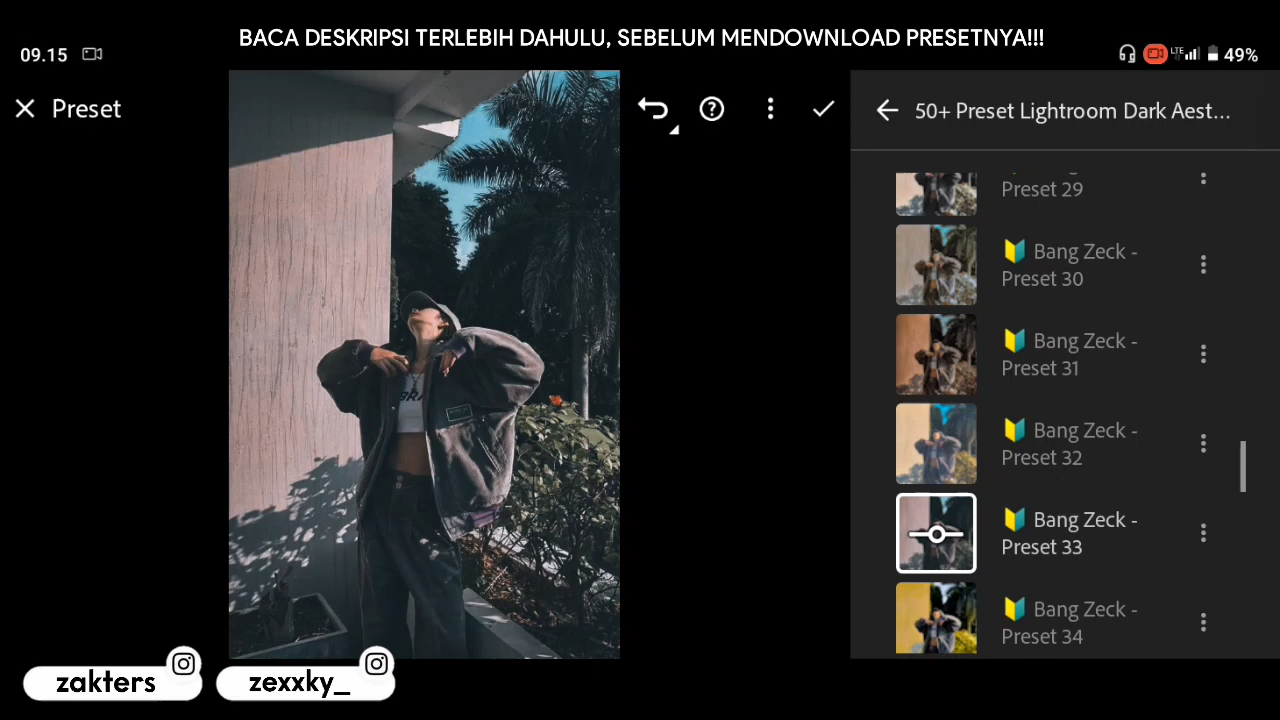 BACA DESKRIPSI TERLEBIH DAHULU, SEBELUM MENDOWNLOAD PRESETNYA!!!
09.15
LTE
49%
Preset
50+ Preset Lightroom Dark Aest...
Preset 29
🔰 Bang Zeck -
Preset 30
🔰 Bang Zeck -
Preset 31
🔰 Bang Zeck -
Preset 32
🔰 Bang Zeck -
Preset 33
🔰 Bang Zeck -
Preset 34
zakters
zexxky_